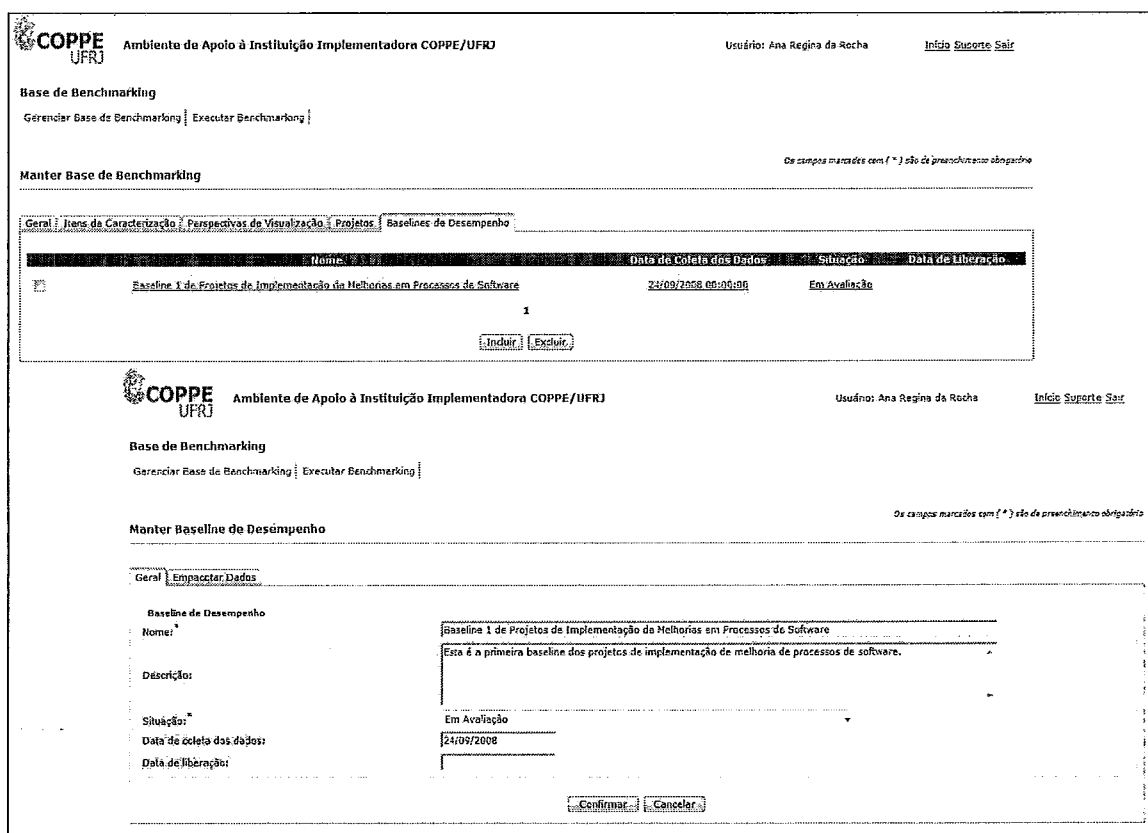 COPPE
UFRJ
Ambiente de Apoio à Instituição Implementadora COPPE/UFRJ
Usuário: Ana Regina da Rocha
Início Suporte Sair
Base de Benchmarking
Gerenciar Base de Benchmarking Executar Benchmarking
Os campos marcados com ( * ) são de preenchimento obrigatório
Manter Base de Benchmarking
Geral Itens de Caracterização Perspectivas de Visualização Projetos Baselines de Desempenho
Nome Data de Coleta dos Dados Situação Data de Liberação
Baseline 1 de Projetos de Implementação de Melhorias em Processos de Software 24/09/2008 00:00:00 Em Avaliação
1
Incluir Excluir
COPPE
UFRJ
Ambiente de Apoio à Instituição Implementadora COPPE/UFRJ
Usuário: Ana Regina da Rocha
Início Suporte Sair
Base de Benchmarking
Gerenciar Base de Benchmarking Executar Benchmarking
Os campos marcados com ( * ) são de preenchimento obrigatório
Manter Baseline de Desempenho
Geral Empacotar Dados
Baseline de Desempenho
Nome:* Baseline 1 de Projetos de Implementação de Melhorias em Processos de Software
Descrição: Esta é a primeira baseline dos projetos de implementação de melhoria de processos de software.
Situação:* Em Avaliação
Data de coleta dos dados: 24/09/2008
Data de liberação:
Confirmar Cancelar